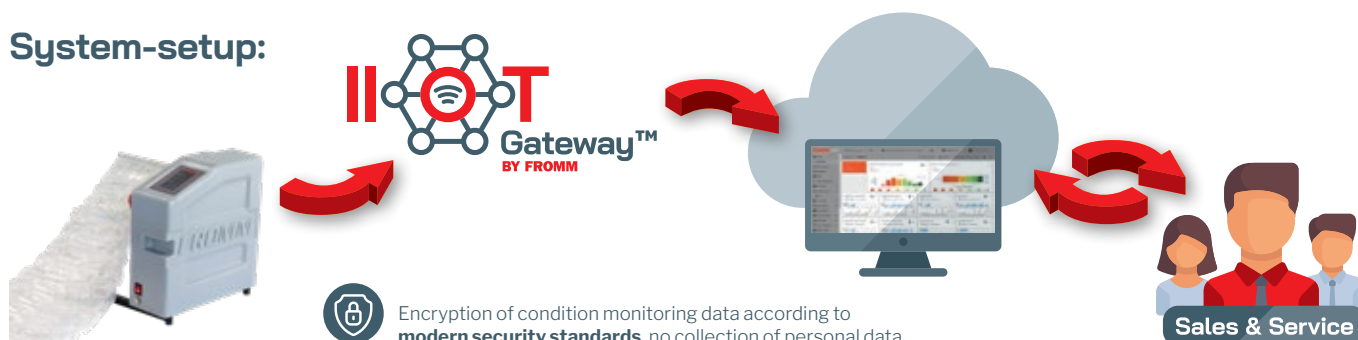 System-setup:
IIoT
Gateway™
BY FROMM
FROMM
Encryption of condition monitoring data according to
modern security standards, no collection of personal data
Sales & Service